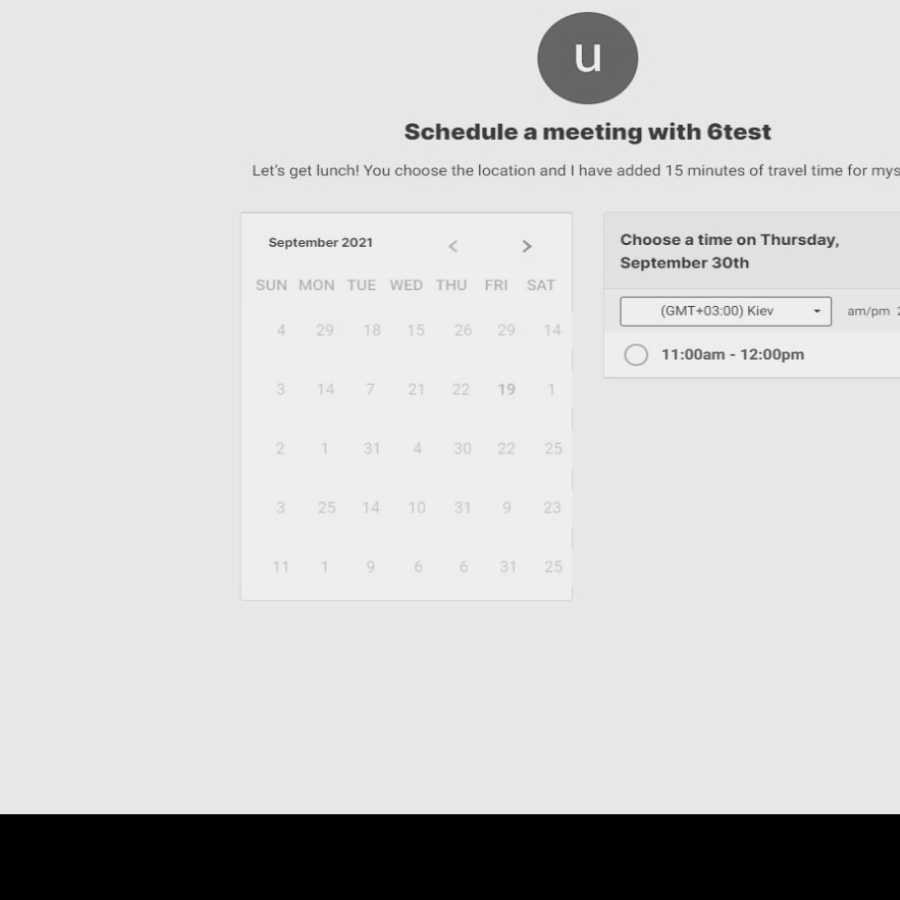 u
Schedule a meeting with 6test
Let's get lunch! You choose the location and I have added 15 minutes of travel time for mys
September 2021 < >
SUN MON TUE WED THU FRI SAT
4 29 18 15 26 29 14
3 14 7 21 22 19 1
2 1 31 4 30 22 25
3 25 14 10 31 9 23
11 1 9 6 6 31 25
Choose a time on Thursday,
September 30th
(GMT+03:00) Kiev am/pm 2
11:00am - 12:00pm